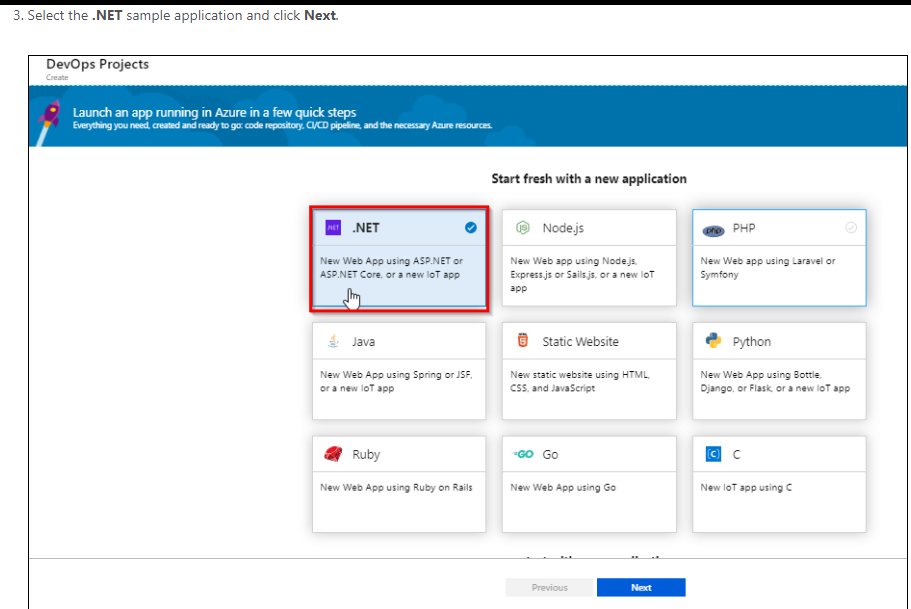 3. Select the .NET sample application and click Next.
DevOps Projects
Create
Launch an app running in Azure in a few quick steps
Everything you need, created and ready to go: code repository, CI/CD pipeline, and the necessary Azure resources.
Start fresh with a new application
.NET
.NET
New Web App using ASP.NET or
ASP.NET Core, or a new IoT app
Node.js
New Web app using Node.js,
Express.js or Sails.js, or a new IoT
app
php
PHP
New Web app using Laravel or
Symfony
Java
New Web App using Spring or JSF,
or a new IoT app
5
Static Website
New static website using HTML,
CSS, and JavaScript
Python
New Web App using Bottle,
Django, or Flask, or a new IoT app
Ruby
New Web App using Ruby on Rails
GO
Go
New Web App using Go
C
C
New IoT app using C
Previous
Next